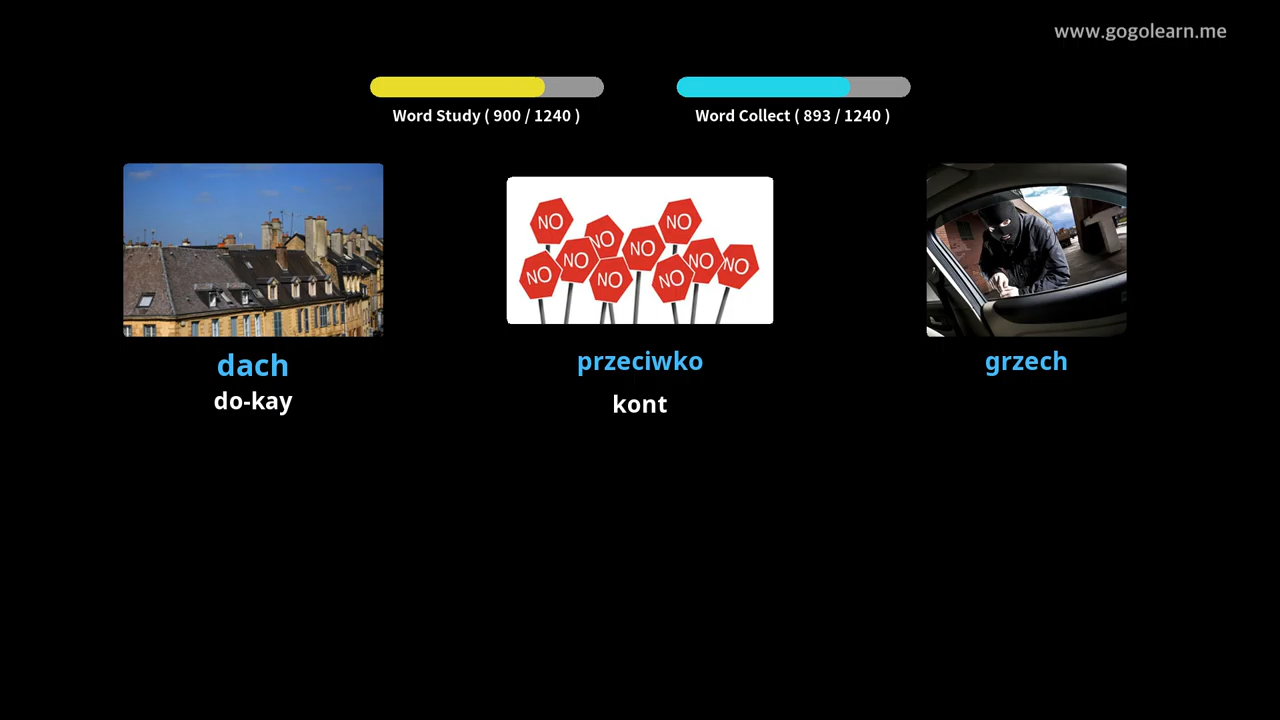 www.gogolearn.me
Word Study ( 900 / 1240 )
Word Collect ( 893 / 1240 )
NO
NO
NO
NO
NO
NO
NO
NO
NO
NO
dach
do-kay
przeciwko
kont
grzech